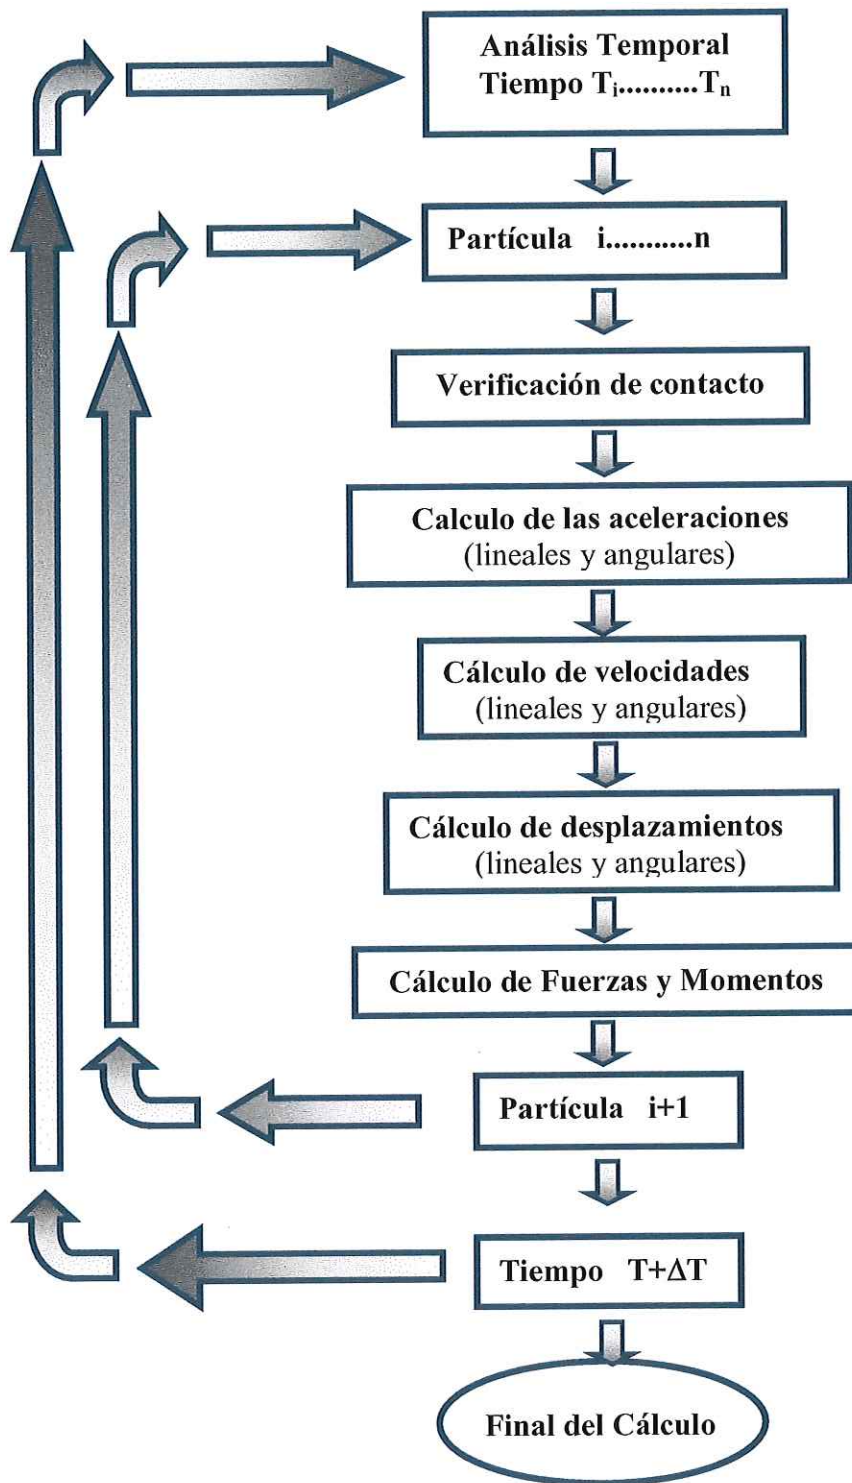 Análisis Temporal
Tiempo Ti..........Tn
Partícula i...........n
Verificación de contacto
Calculo de las aceleraciones
(lineales y angulares)
Cálculo de velocidades
(lineales y angulares)
Cálculo de desplazamientos
(lineales y angulares)
Cálculo de Fuerzas y Momentos
Partícula i+1
Tiempo T+ΔT
Final del Cálculo